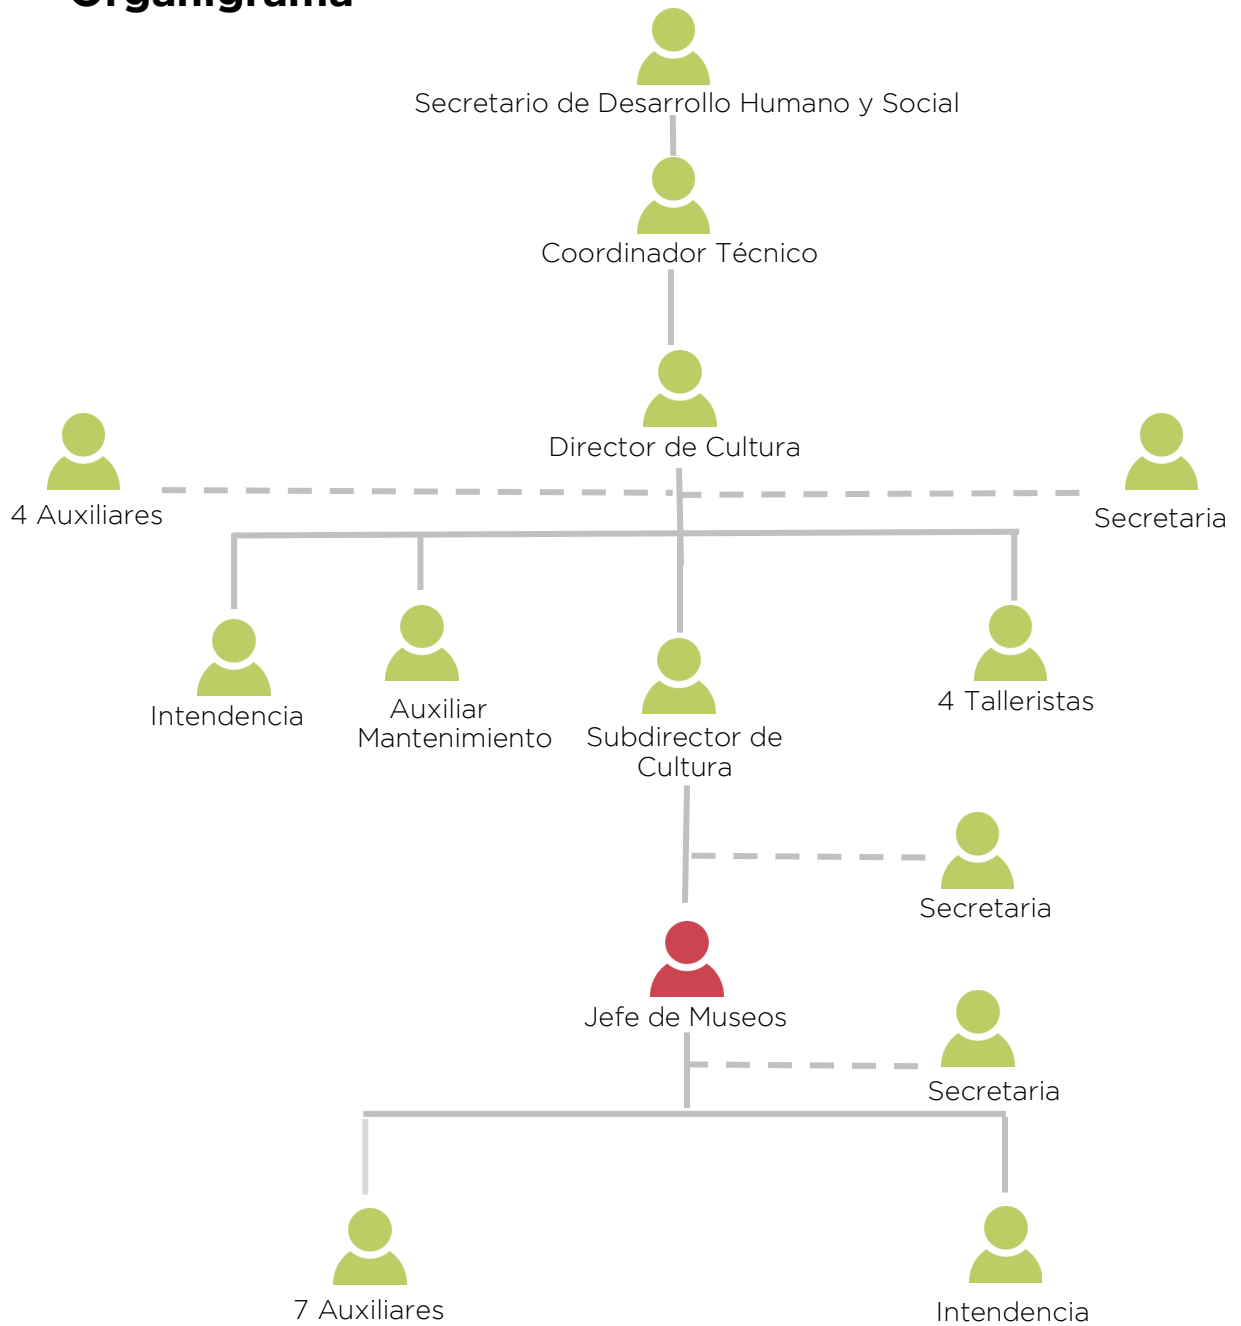 Organigrama
Secretario de Desarrollo Humano y Social
Coordinador Técnico
Director de Cultura
4 Auxiliares
Secretaria
Intendencia
Auxiliar
Mantenimiento
Subdirector de
Cultura
4 Talleristas
Secretaria
Jefe de Museos
Secretaria
7 Auxiliares
Intendencia